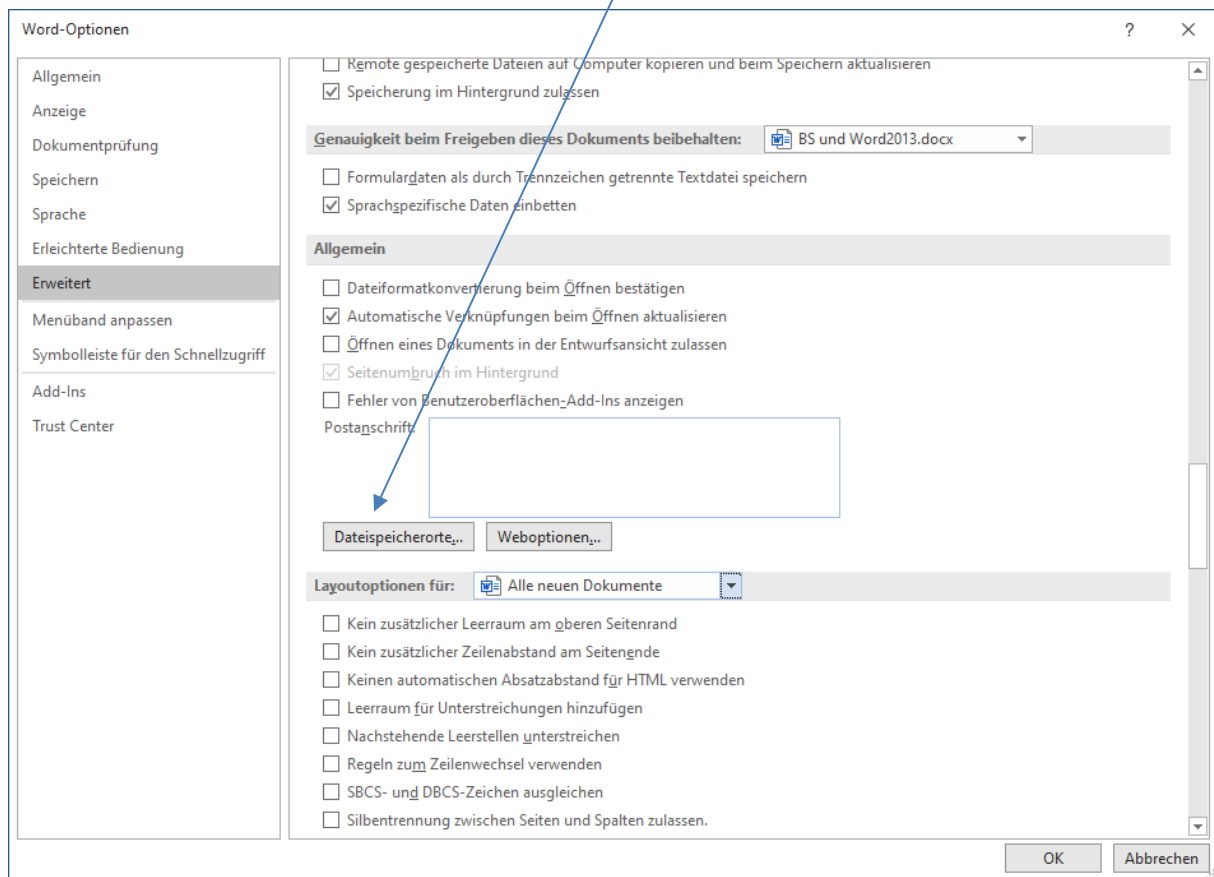 Word-Optionen ? ×
Allgemein
Anzeige
Dokumentprüfung
Speichern
Sprache
Erleichterte Bedienung
Erweitert
Menüband anpassen
Symbolleiste für den Schnellzugriff
Add-Ins
Trust Center
Remote gespeicherte Dateien auf Computer kopieren und beim Speichern aktualisieren
Speicherung im Hintergrund zulassen
Genauigkeit beim Freigeben dieses Dokuments beibehalten: BS und Word2013.docx
Formulardaten als durch Trennzeichen getrennte Textdatei speichern
Sprachspezifische Daten einbetten
Allgemein
Dateiformatkonvertierung beim Öffnen bestätigen
Automatische Verknüpfungen beim Öffnen aktualisieren
Öffnen eines Dokuments in der Entwurfsansicht zulassen
Seitenumbruch im Hintergrund
Fehler von Benutzeroberflächen-Add-Ins anzeigen
Postanschrift:
Dateispeicherorte... Weboptionen...
Layoutoptionen für: Alle neuen Dokumente
Kein zusätzlicher Leerraum am oberen Seitenrand
Kein zusätzlicher Zeilenabstand am Seitenende
Keinen automatischen Absatzabstand für HTML verwenden
Leerraum für Unterstreichungen hinzufügen
Nachstehende Leerstellen unterstreichen
Regeln zum Zeilenwechsel verwenden
SBCS- und DBCS-Zeichen ausgleichen
Silbentrennung zwischen Seiten und Spalten zulassen.
OK Abbrechen